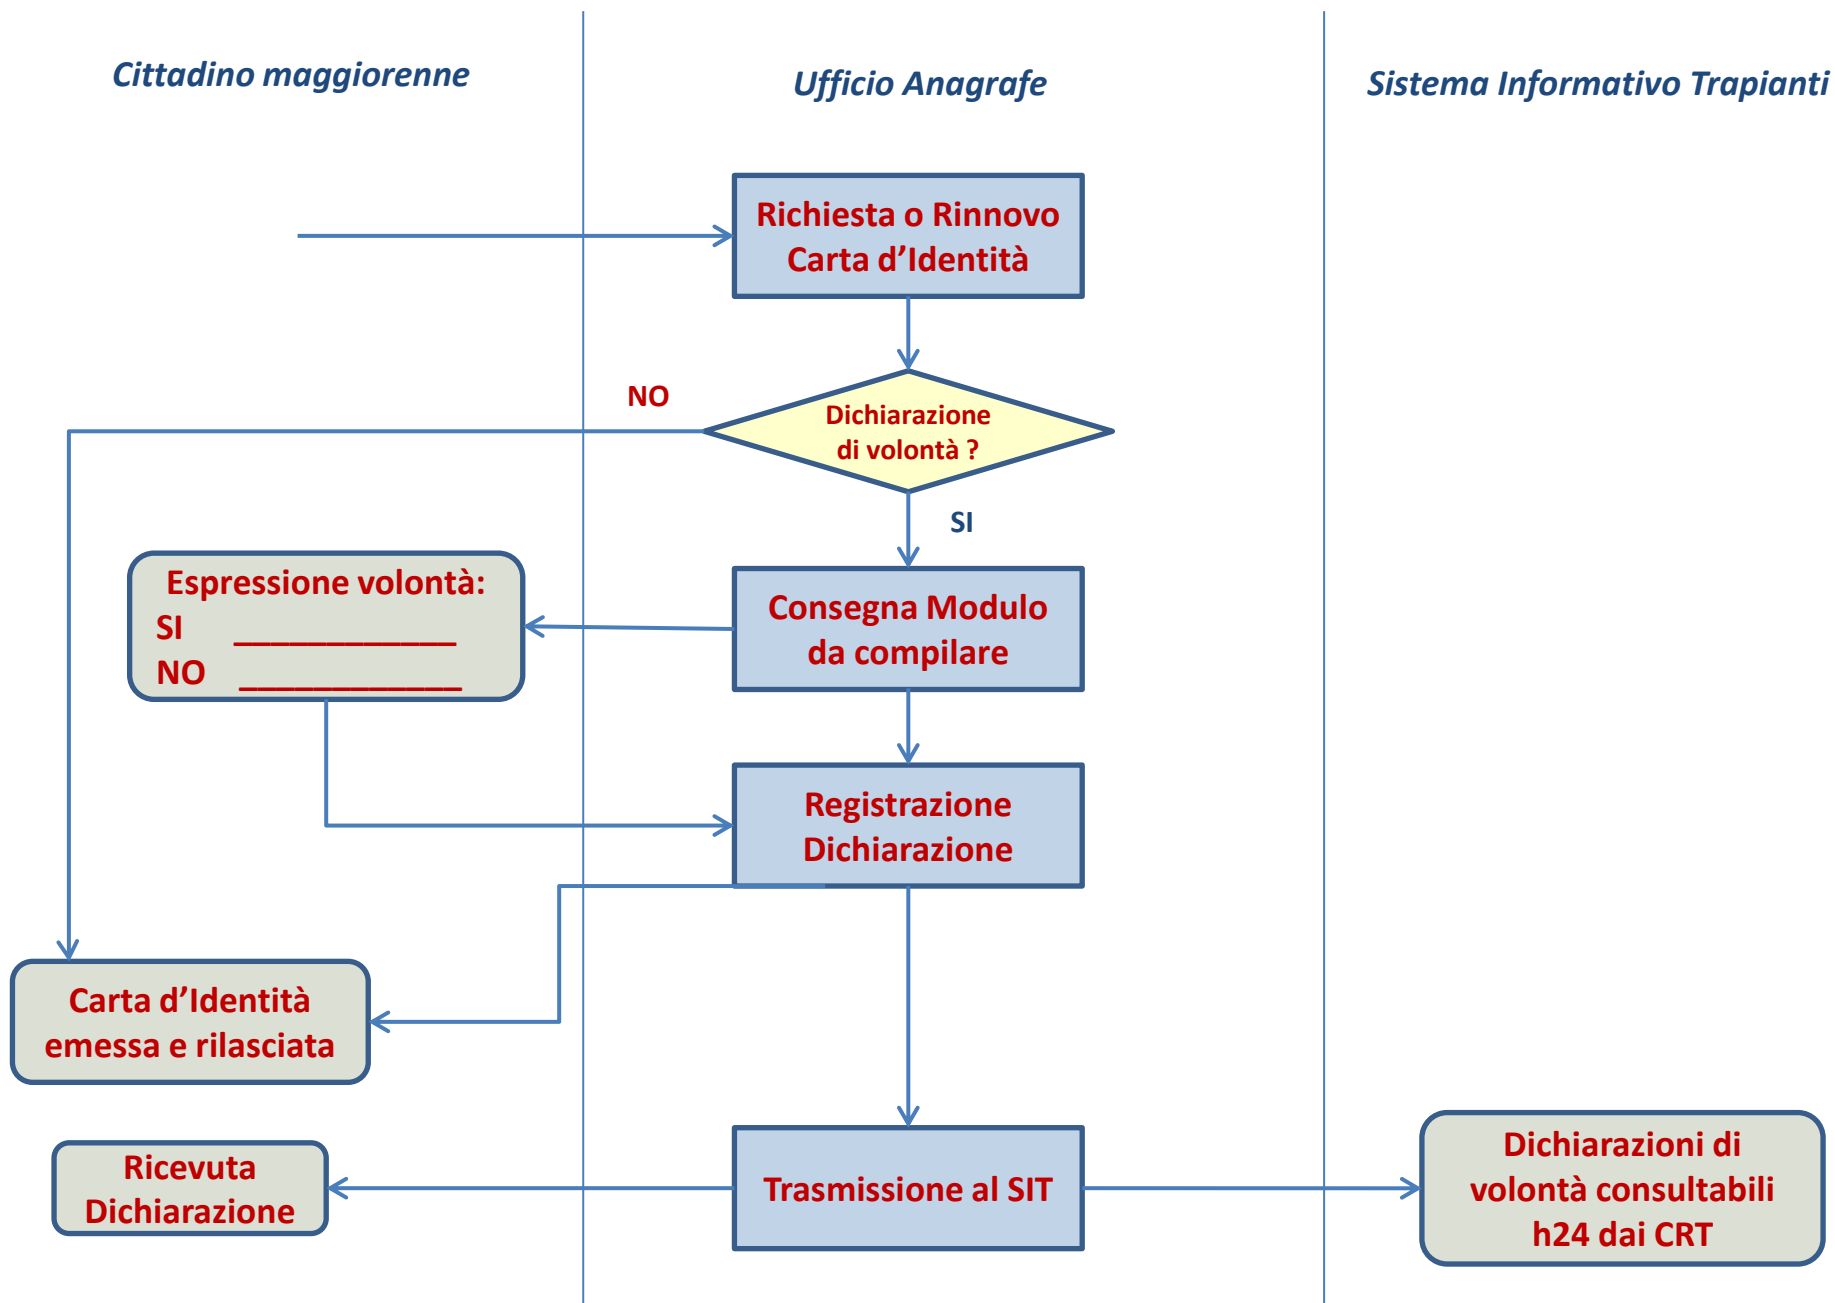 Cittadino maggiorenne
Ufficio Anagrafe
Sistema Informativo Trapianti
Richiesta o Rinnovo
Carta d’Identità
NO
Dichiarazione
di volontà ?
SI
Espressione volontà:
SI ____________
NO ____________
Consegna Modulo
da compilare
Registrazione
Dichiarazione
Carta d’Identità
emessa e rilasciata
Ricevuta
Dichiarazione
Trasmissione al SIT
Dichiarazioni di
volontà consultabili
h24 dai CRT